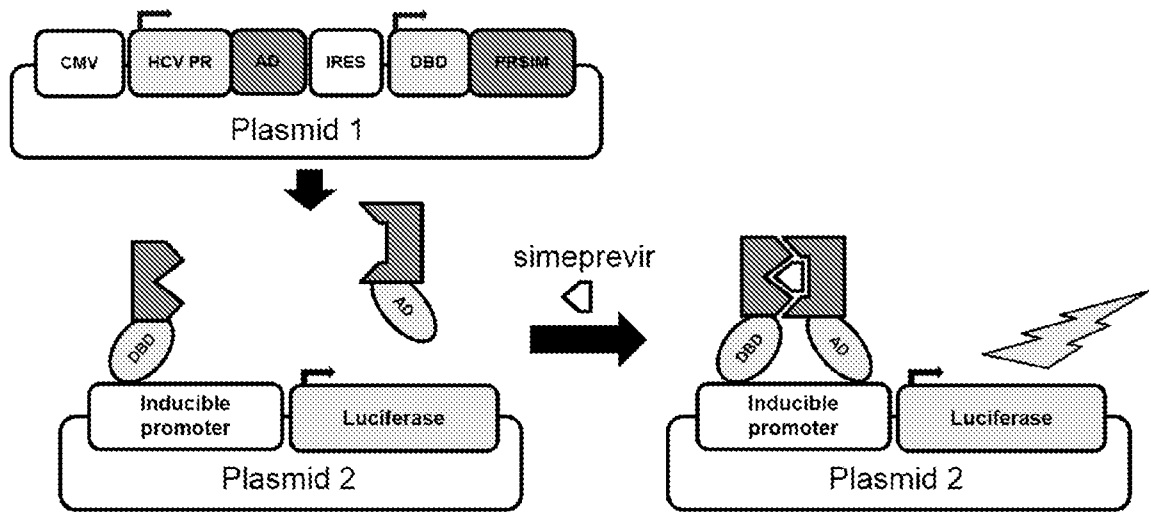 CMV HCV PR AD IRES DBD PRSIM
Plasmid 1
simeprevir
DBD
AD
Inducible
promoter
Luciferase
Plasmid 2
DBD
AD
Inducible
promoter
Luciferase
Plasmid 2